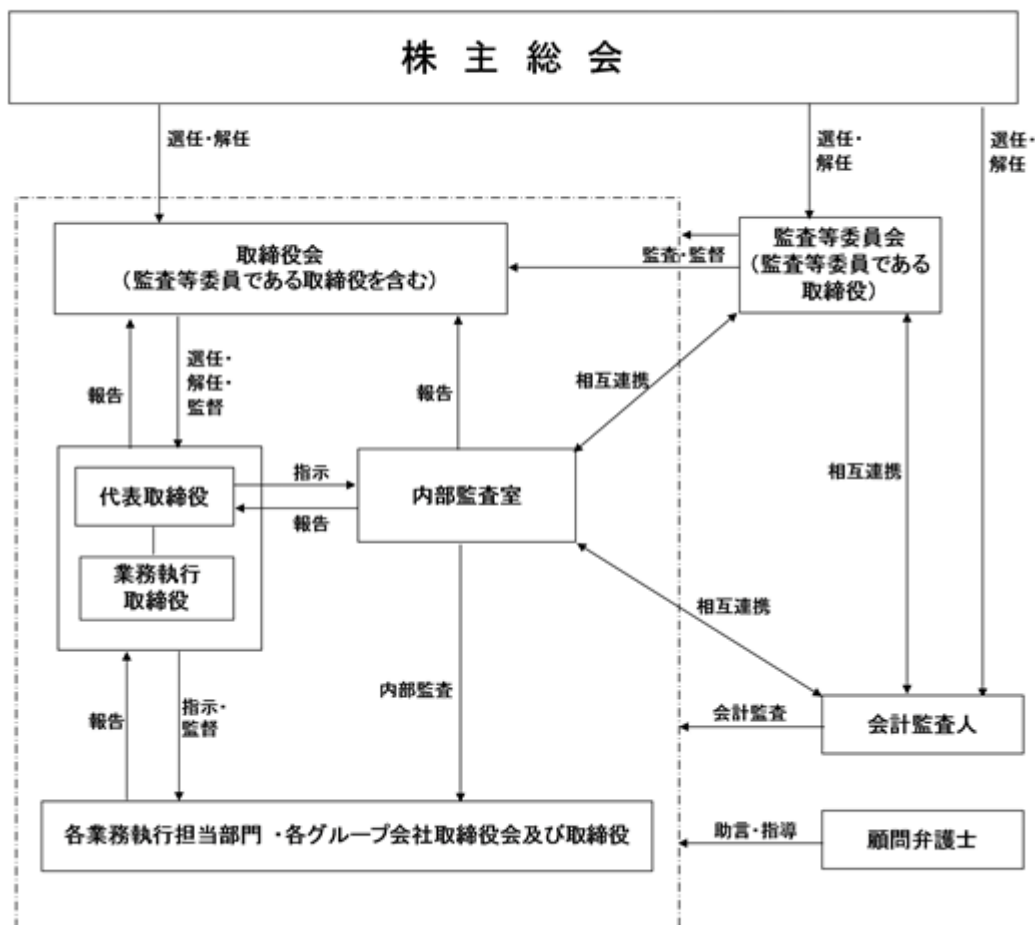 株主総会
選任・解任
選任・
解任
選任・
解任
取締役会
（監査等委員である取締役を含む）
監査・監督
監査等委員会
（監査等委員である
取締役）
報告
選任・
解任・
監督
報告
相互連携
相互連携
代表取締役
指示
報告
内部監査室
業務執行
取締役
相互連携
報告
指示・
監督
内部監査
会計監査
会計監査人
各業務執行担当部門・各グループ会社取締役会及び取締役
助言・指導
顧問弁護士